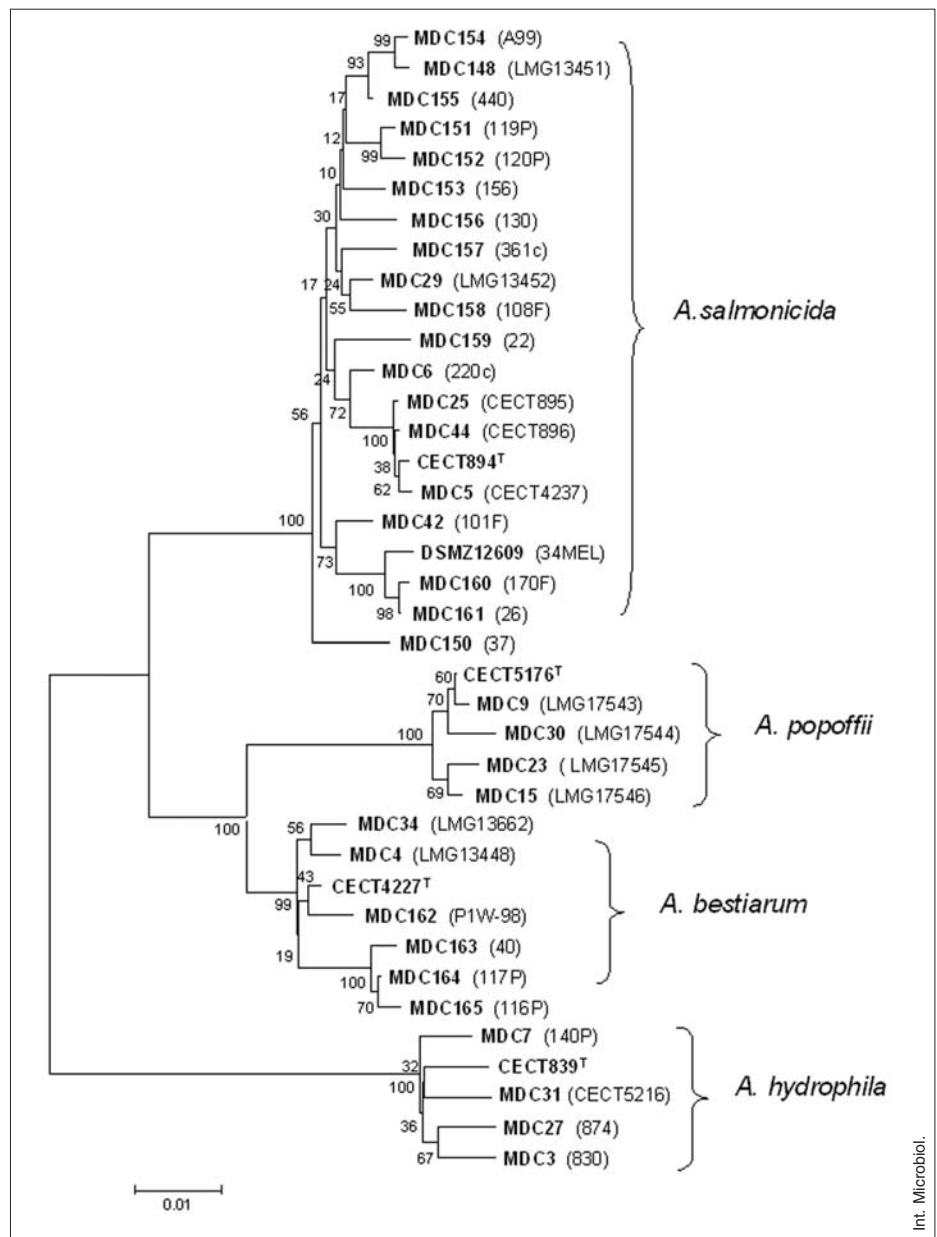 99 MDC154 (A99)
93 MDC148 (LMG13451)
17 MDC155 (440)
MDC151 (119P)
12 99 MDC152 (120P)
10 MDC153 (156)
30 MDC156 (130)
MDC157 (361c)
17 24 MDC29 (LMG13452)
55 MDC158 (108F)
A.salmonicida
MDC159 (22)
24 MDC6 (220c)
56 72 MDC25 (CECT895)
100 MDC44 (CECT896)
38 CECT894T
62 MDC5 (CECT4237)
100 MDC42 (101F)
73 DSMZ12609 (34MEL)
100 MDC160 (170F)
98 MDC161 (26)
MDC150 (37)
60 CECT5176T
70 MDC9 (LMG17543)
A. popoffii
100 MDC30 (LMG17544)
MDC23 ( LMG17545)
69 MDC15 (LMG17546)
100 56 MDC34 (LMG13662)
MDC4 (LMG13448)
43 CECT4227T
A. bestiarum
99 MDC162 (P1W-98)
19 MDC163 (40)
100 MDC164 (117P)
70 MDC165 (116P)
MDC7 (140P)
32 CECT839T
100 MDC31 (CECT5216)
A. hydrophila
36 MDC27 (874)
67 MDC3 (830)
0.01
Int. Microbiol.